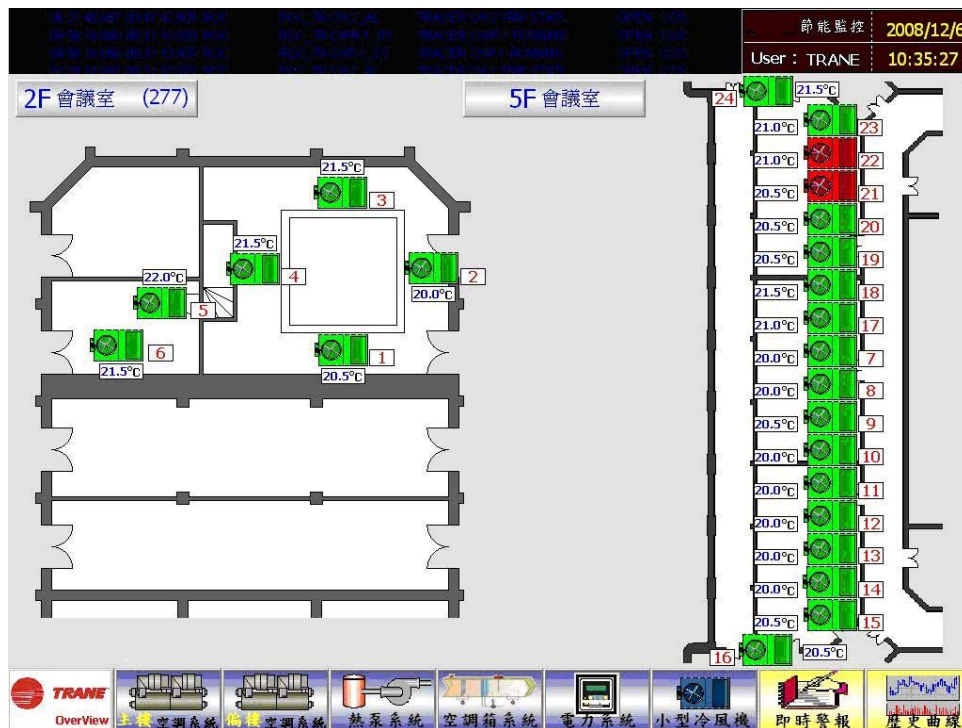 節能監控
2008/12/6
User : TRANE
10:35:27
2F 會議室 (277)
5F 會議室
21.5°C
3
21.5°C
4
2
20.0°C
22.0°C
5
6
21.5°C
1
20.5°C
24
21.5°C
21.0°C
23
21.0°C
22
20.5°C
21
20.5°C
20
20.5°C
19
21.5°C
18
21.0°C
17
20.0°C
7
20.0°C
8
20.5°C
9
20.0°C
10
20.0°C
11
20.0°C
12
20.0°C
13
20.0°C
14
20.5°C
15
16
20.5°C
TRANE
OverView
主棟 空調系統
偏棟 空調系統
熱泵系統
空調箱系統
電力系統
小型冷風機
即時警報
歷史曲線